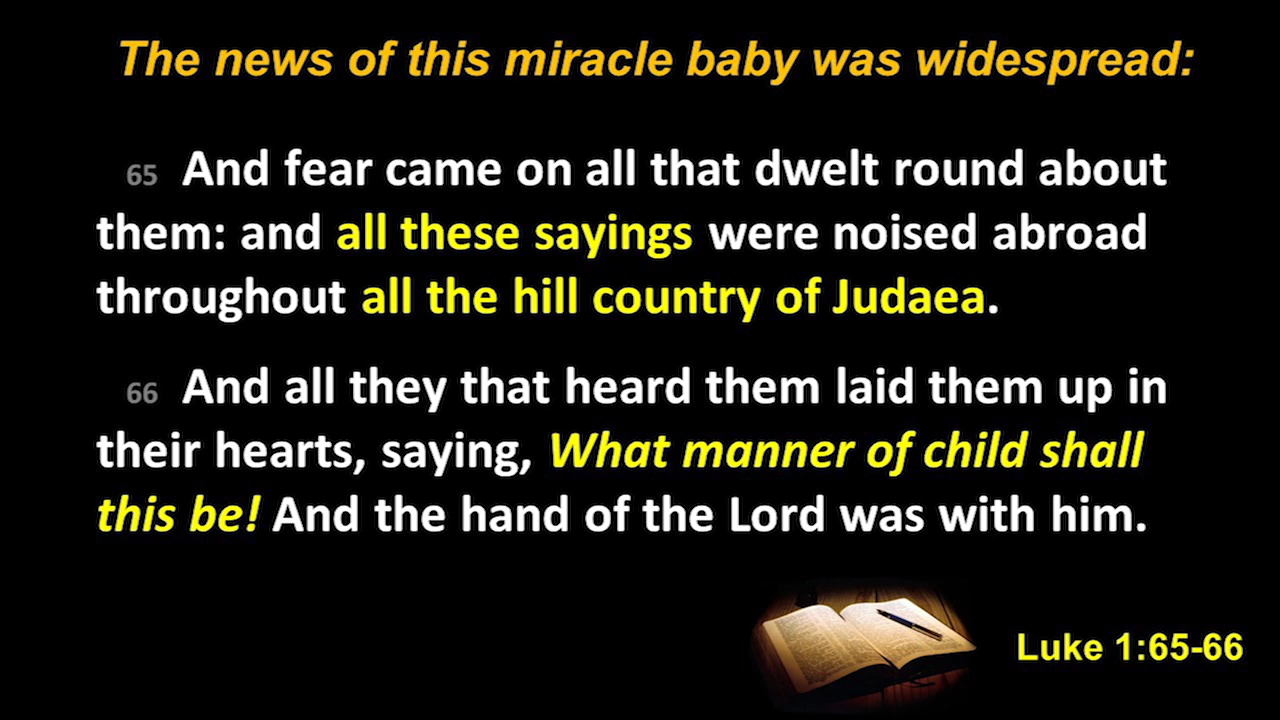 The news of this miracle baby was widespread:
65 And fear came on all that dwelt round about
them: and all these sayings were noised abroad
throughout all the hill country of Judaea.
66 And all they that heard them laid them up in
their hearts, saying, What manner of child shall
this be! And the hand of the Lord was with him.
Luke 1:65-66